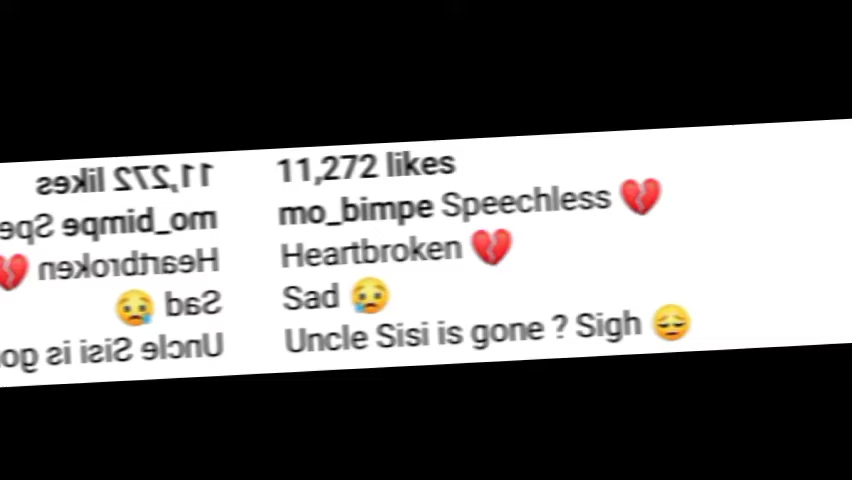 11,272 likes
mo_bimpe Speechless 💔
Heartbroken 💔
Sad 😢
Uncle Sisi is gone ? Sigh 😔